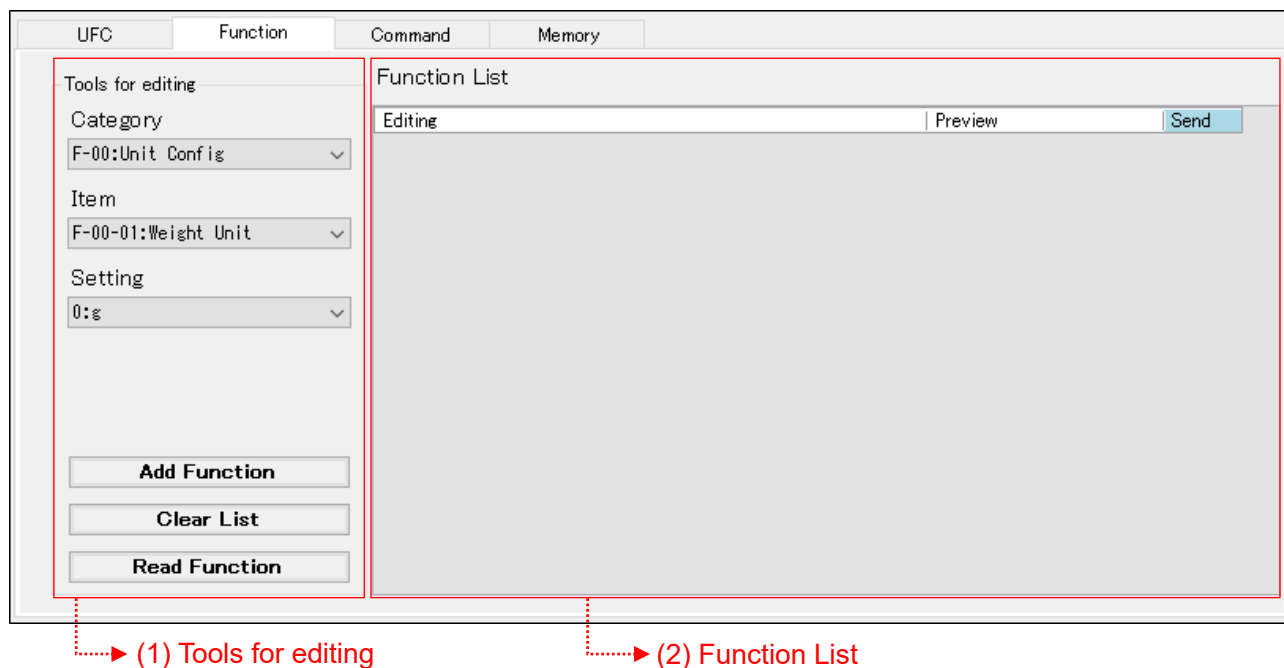 UFC Function Command Memory
Tools for editing
Category
F-00:Unit Config
Item
F-00-01:Weight Unit
Setting
0:g
Add Function
Clear List
Read Function
Function List
Editing Preview Send
(1) Tools for editing
(2) Function List